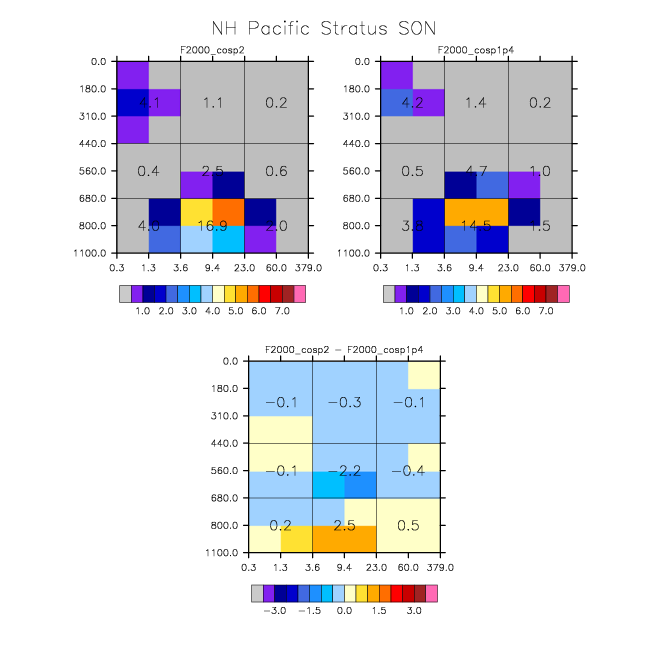 NH Pacific Stratus SON
F2000_cosp2
0.0
180.0
310.0
440.0
560.0
680.0
800.0
1100.0
4.1 1.1 0.2
0.4 2.5 0.6
4.0 16.9 2.0
0.3 1.3 3.6 9.4 23.0 60.0 379.0
1.0 2.0 3.0 4.0 5.0 6.0 7.0
F2000_cosp1p4
0.0
180.0
310.0
440.0
560.0
680.0
800.0
1100.0
4.2 1.4 0.2
0.5 4.7 1.0
3.8 14.5 1.5
0.3 1.3 3.6 9.4 23.0 60.0 379.0
1.0 2.0 3.0 4.0 5.0 6.0 7.0
F2000_cosp2 − F2000_cosp1p4
0.0
180.0
310.0
440.0
560.0
680.0
800.0
1100.0
−0.1 −0.3 −0.1
−0.1 −2.2 −0.4
0.2 2.5 0.5
0.3 1.3 3.6 9.4 23.0 60.0 379.0
−3.0 −1.5 0.0 1.5 3.0